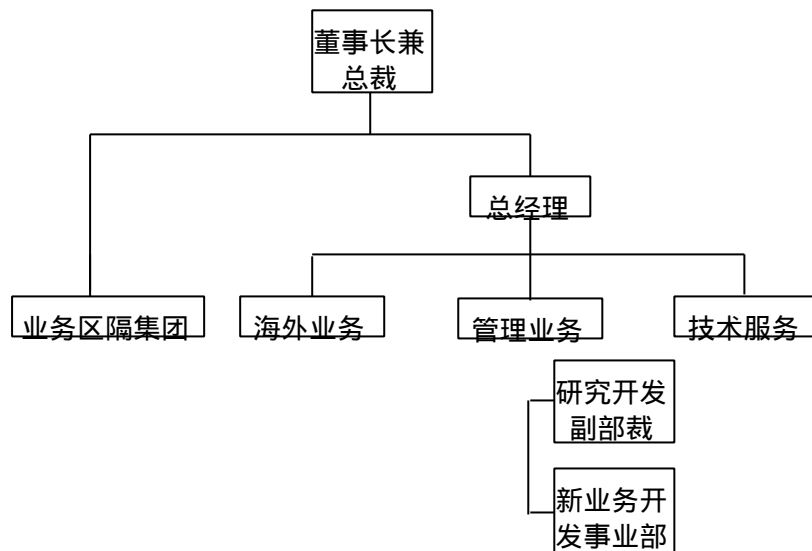 董事长兼
总裁
总经理
业务区隔集团
海外业务
管理业务
技术服务
研究开发
副部裁
新业务开
发事业部